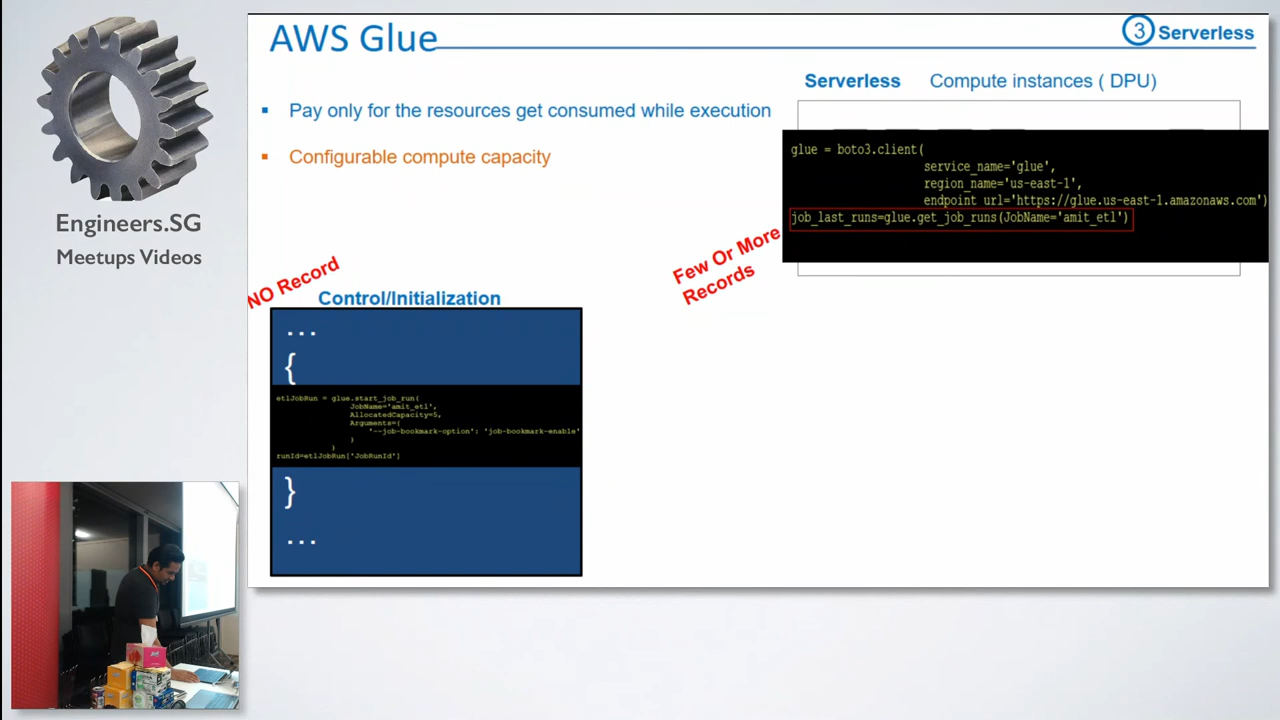 Engineers.SG
Meetups Videos
AWS Glue
3 Serverless
Serverless Compute instances ( DPU)
▪ Pay only for the resources get consumed while execution
▪ Configurable compute capacity
glue = boto3.client(
service_name='glue',
region_name='us-east-1',
endpoint url='https://glue.us-east-1.amazonaws.com')
job_last_runs=glue.get_job_runs(JobName='amit_etl')
Few Or More
Records
NO Record
Control/Initialization
...
{
etlJobRun = glue.start_job_run(
JobName='amit_etl',
AllocatedCapacity=5,
Arguments={
'--job-bookmark-option': 'job-bookmark-enable'
}
)
runId=etlJobRun['JobRunId']
}
...